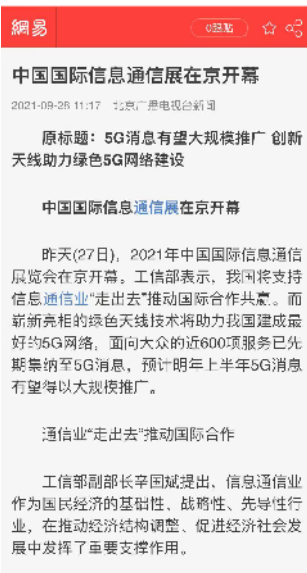 網易
0跟贴
中国国际信息通信展在京开幕
2021-09-28 11:17 北京广播电视台新闻
原标题：5G消息有望大规模推广 创新
天线助力绿色5G网络建设
中国国际信息通信展在京开幕
昨天(27日)，2021年中国国际信息通信
展览会在京开幕。工信部表示，我国将支持
信息通信业“走出去”推动国际合作共赢。而
崭新亮相的绿色天线技术将助力我国建成最
好的5G网络，面向大众的近600项服务已先
期集纳至5G消息，预计明年上半年5G消息
有望得以大规模推广。
通信业“走出去”推动国际合作
工信部副部长辛国斌提出，信息通信业
作为国民经济的基础性、战略性、先导性行
业，在推动经济结构调整、促进经济社会发
展中发挥了重要支撑作用。